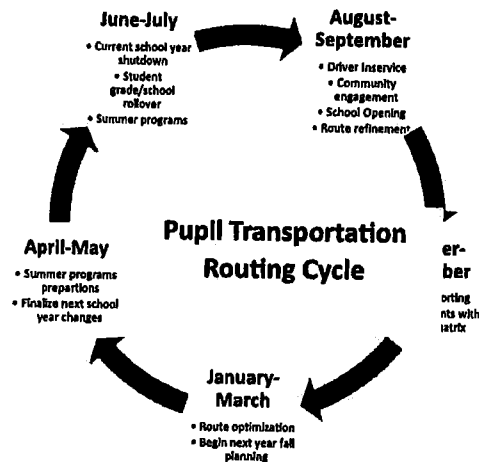 Pupil Transportation
Routing Cycle
June-July
• Current school year
shutdown
• Student
grade/school
rollover
• Summer programs
August-
September
• Driver Inservice
• Community
engagement
• School Opening
• Route refinement
er-
ber
orting
nts with
atrix
January-
March
• Route optimization
• Begin next year fall
planning
April-May
• Summer programs
prepartions
• Finalize next school
year changes